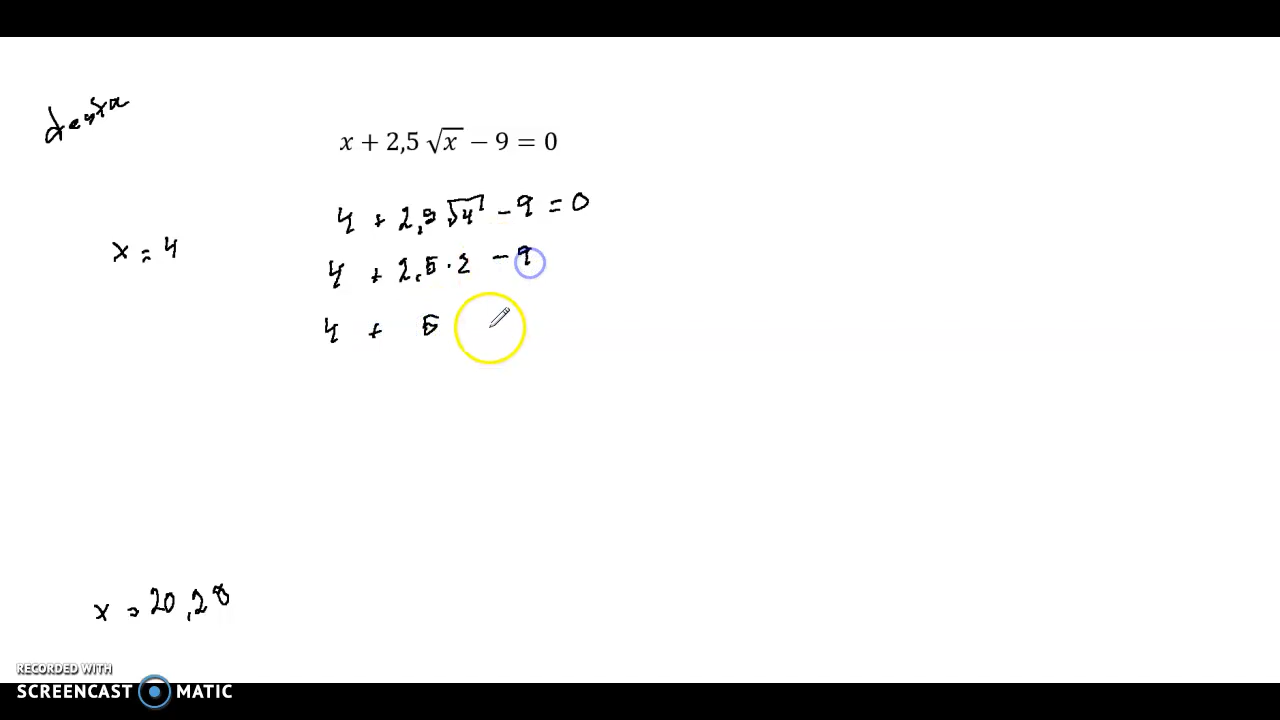 x + 2,5 √x − 9 = 0
4 + 2,5 √4 − 9 = 0
x = 4
4 + 2,5 · 2 − 9
4 + 5
x = 20,28
RECORDED WITH
SCREENCAST MATIC